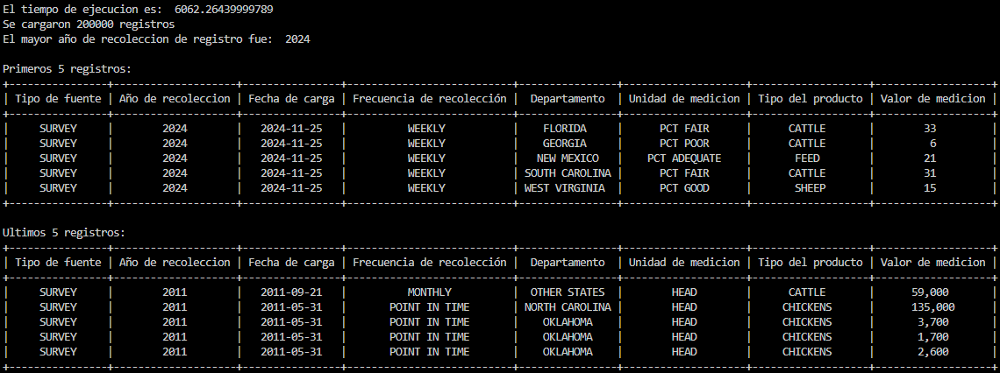 El tiempo de ejecucion es:  6062.26439999789
Se cargaron 200000 registros
El mayor año de recoleccion de registro fue:  2024
Primeros 5 registros:
| Tipo de fuente | Año de recoleccion | Fecha de carga | Frecuencia de recolección | Departamento | Unidad de medicion | Tipo del producto | Valor de medicion |
| SURVEY | 2024 | 2024-11-25 | WEEKLY | FLORIDA | PCT FAIR | CATTLE | 33 |
| SURVEY | 2024 | 2024-11-25 | WEEKLY | GEORGIA | PCT POOR | CATTLE | 6 |
| SURVEY | 2024 | 2024-11-25 | WEEKLY | NEW MEXICO | PCT ADEQUATE | FEED | 21 |
| SURVEY | 2024 | 2024-11-25 | WEEKLY | SOUTH CAROLINA | PCT FAIR | CATTLE | 31 |
| SURVEY | 2024 | 2024-11-25 | WEEKLY | WEST VIRGINIA | PCT GOOD | SHEEP | 15 |
Ultimos 5 registros:
| Tipo de fuente | Año de recoleccion | Fecha de carga | Frecuencia de recolección | Departamento | Unidad de medicion | Tipo del producto | Valor de medicion |
| SURVEY | 2011 | 2011-09-21 | MONTHLY | OTHER STATES | HEAD | CATTLE | 59,000 |
| SURVEY | 2011 | 2011-05-31 | POINT IN TIME | NORTH CAROLINA | HEAD | CHICKENS | 135,000 |
| SURVEY | 2011 | 2011-05-31 | POINT IN TIME | OKLAHOMA | HEAD | CHICKENS | 3,700 |
| SURVEY | 2011 | 2011-05-31 | POINT IN TIME | OKLAHOMA | HEAD | CHICKENS | 1,700 |
| SURVEY | 2011 | 2011-05-31 | POINT IN TIME | OKLAHOMA | HEAD | CHICKENS | 2,600 |